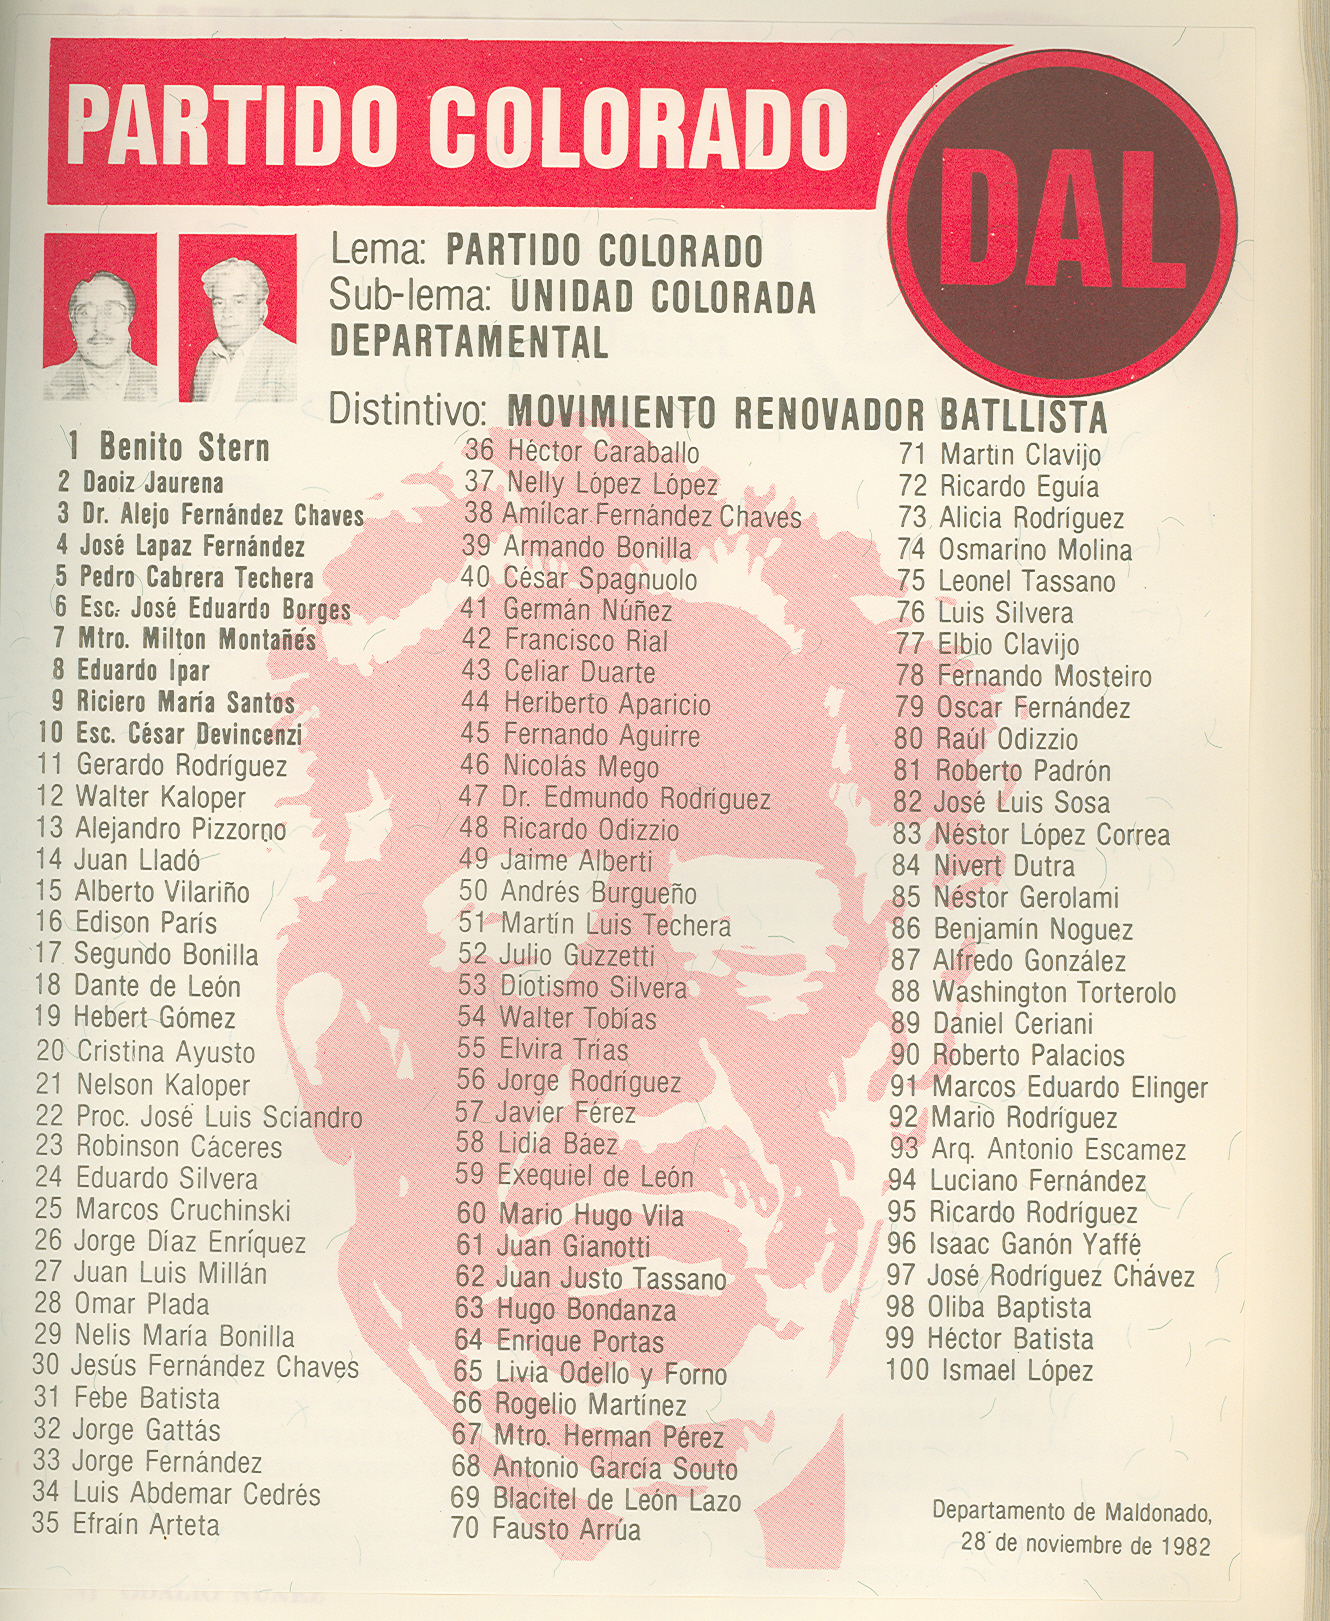 PARTIDO COLORADO
DAL
Lema: PARTIDO COLORADO
Sub-lema: UNIDAD COLORADA
DEPARTAMENTAL
Distintivo: MOVIMIENTO RENOVADOR BATLLISTA
1 Benito Stern
2 Daoiz Jaurena
3 Dr. Alejo Fernández Chaves
4 José Lapaz Fernández
5 Pedro Cabrera Techera
6 Esc. José Eduardo Borges
7 Mtro. Milton Montañés
8 Eduardo Ipar
9 Riciero María Santos
10 Esc. César Devincenzi
11 Gerardo Rodríguez
12 Walter Kaloper
13 Alejandro Pizzorno
14 Juan Lladó
15 Alberto Vilariño
16 Edison París
17 Segundo Bonilla
18 Dante de León
19 Hebert Gómez
20 Cristina Ayusto
21 Nelson Kaloper
22 Proc. José Luis Sciandro
23 Robinson Cáceres
24 Eduardo Silvera
25 Marcos Cruchinski
26 Jorge Díaz Enríquez
27 Juan Luis Millán
28 Omar Plada
29 Nelis María Bonilla
30 Jesús Fernández Chaves
31 Febe Batista
32 Jorge Gattás
33 Jorge Fernández
34 Luis Abdemar Cedrés
35 Efraín Arteta
36 Héctor Caraballo
37 Nelly López López
38 Amílcar Fernández Chaves
39 Armando Bonilla
40 César Spagnuolo
41 Germán Núñez
42 Francisco Rial
43 Celiar Duarte
44 Heriberto Aparicio
45 Fernando Aguirre
46 Nicolás Mego
47 Dr. Edmundo Rodríguez
48 Ricardo Odizzio
49 Jaime Alberti
50 Andrés Burgueño
51 Martín Luis Techera
52 Julio Guzzetti
53 Diotismo Silvera
54 Walter Tobías
55 Elvira Trías
56 Jorge Rodríguez
57 Javier Férez
58 Lidia Báez
59 Exequiel de León
60 Mario Hugo Vila
61 Juan Gianotti
62 Juan Justo Tassano
63 Hugo Bondanza
64 Enrique Portas
65 Livia Odello y Forno
66 Rogelio Martínez
67 Mtro. Herman Pérez
68 Antonio García Souto
69 Blacitel de León Lazo
70 Fausto Arrúa
71 Martin Clavijo
72 Ricardo Eguía
73 Alicia Rodríguez
74 Osmarino Molina
75 Leonel Tassano
76 Luis Silvera
77 Elbio Clavijo
78 Fernando Mosteiro
79 Oscar Fernández
80 Raúl Odizzio
81 Roberto Padrón
82 José Luis Sosa
83 Néstor López Correa
84 Nivert Dutra
85 Néstor Gerolami
86 Benjamín Noguez
87 Alfredo González
88 Washington Torterolo
89 Daniel Ceriani
90 Roberto Palacios
91 Marcos Eduardo Elinger
92 Mario Rodríguez
93 Arq. Antonio Escamez
94 Luciano Fernández
95 Ricardo Rodríguez
96 Isaac Ganón Yaffé
97 José Rodríguez Chávez
98 Oliba Baptista
99 Héctor Batista
100 Ismael López
Departamento de Maldonado,
28 de noviembre de 1982